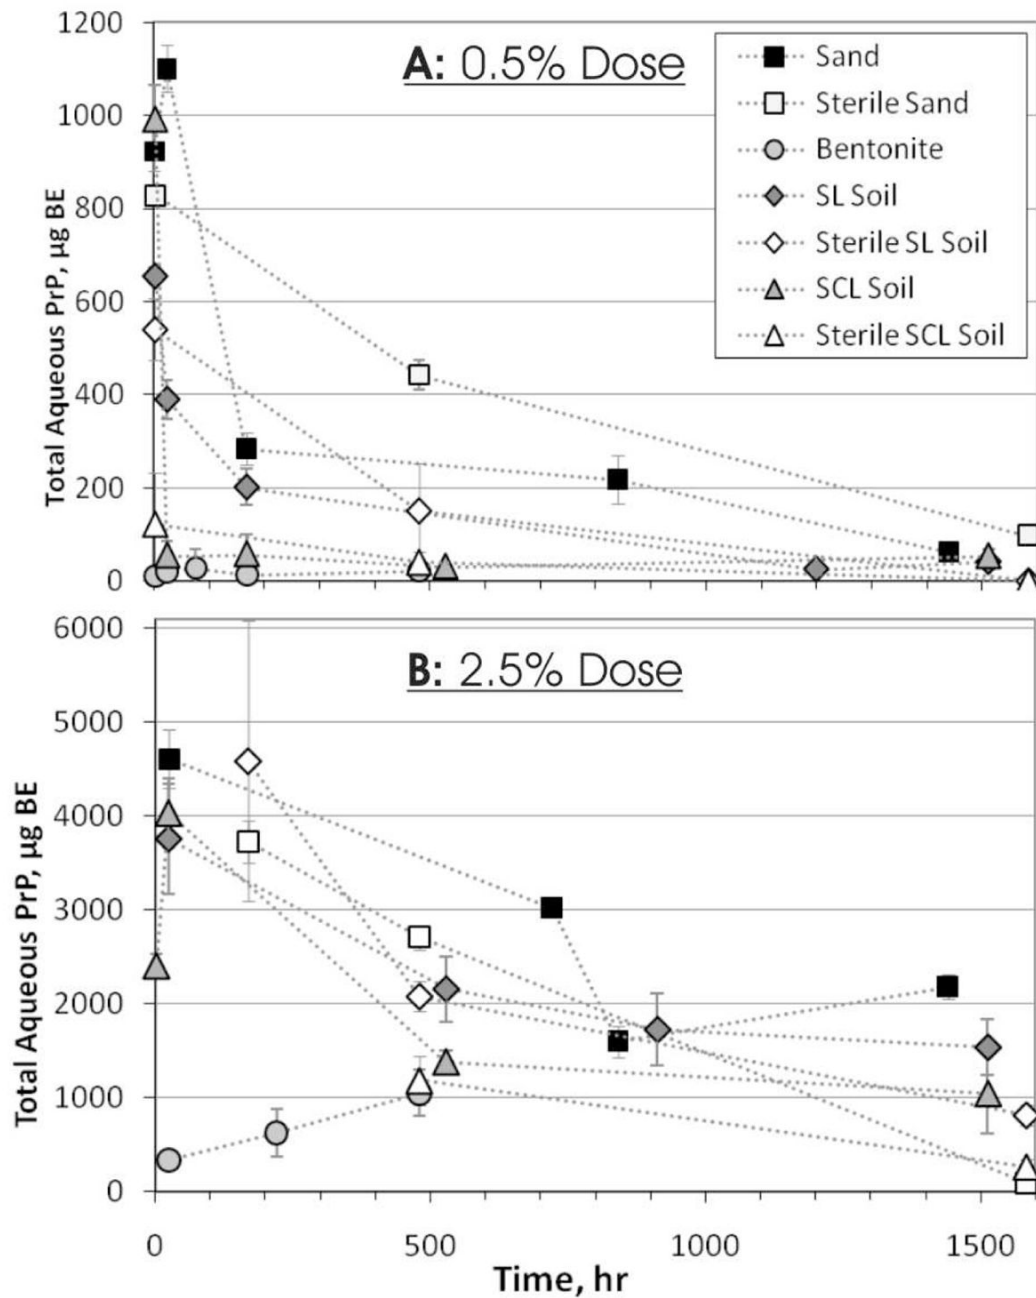 A: 0.5% Dose
Total Aqueous PrP, µg BE
1200
1000
800
600
400
200
0
Sand
Sterile Sand
Bentonite
SL Soil
Sterile SL Soil
SCL Soil
Sterile SCL Soil
B: 2.5% Dose
Total Aqueous PrP, µg BE
6000
5000
4000
3000
2000
1000
0
0 500 1000 1500
Time, hr